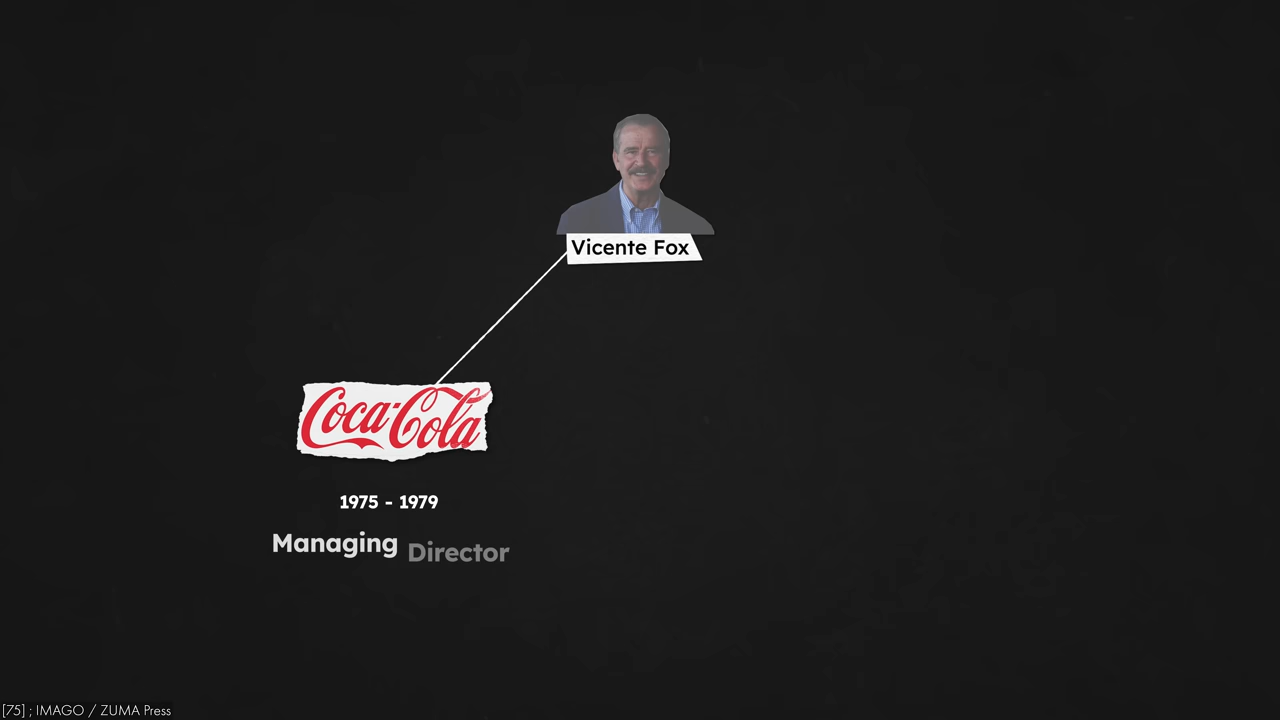 Vicente Fox
Coca-Cola
1975 - 1979
Managing Director
[75] ; IMAGO / ZUMA Press